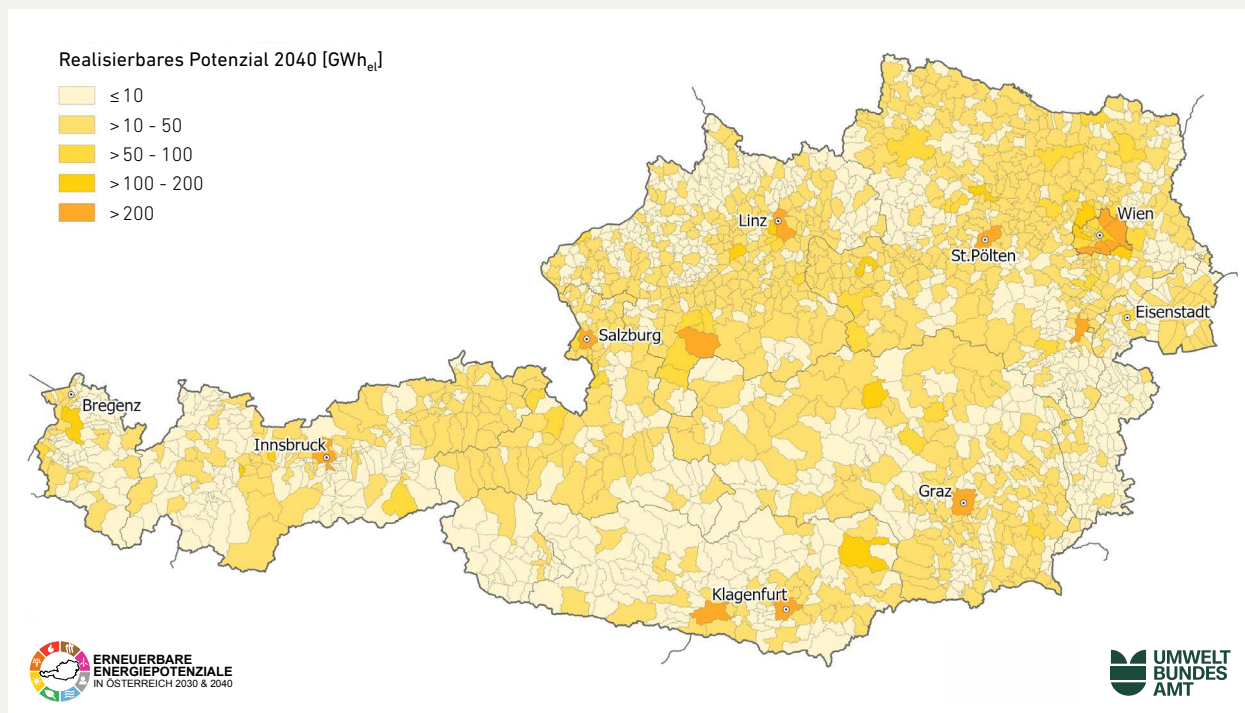 Realisierbares Potenzial 2040 [GWhel]
≤ 10
>10 - 50
>50 - 100
>100 - 200
>200
Linz
Wien
St.Pölten
Eisenstadt
Salzburg
Bregenz
Innsbruck
Graz
Klagenfurt
ERNEUERBARE
ENERGIEPOTENZIALE
IN ÖSTERREICH 2030 & 2040
UMWELT
BUNDES
AMT